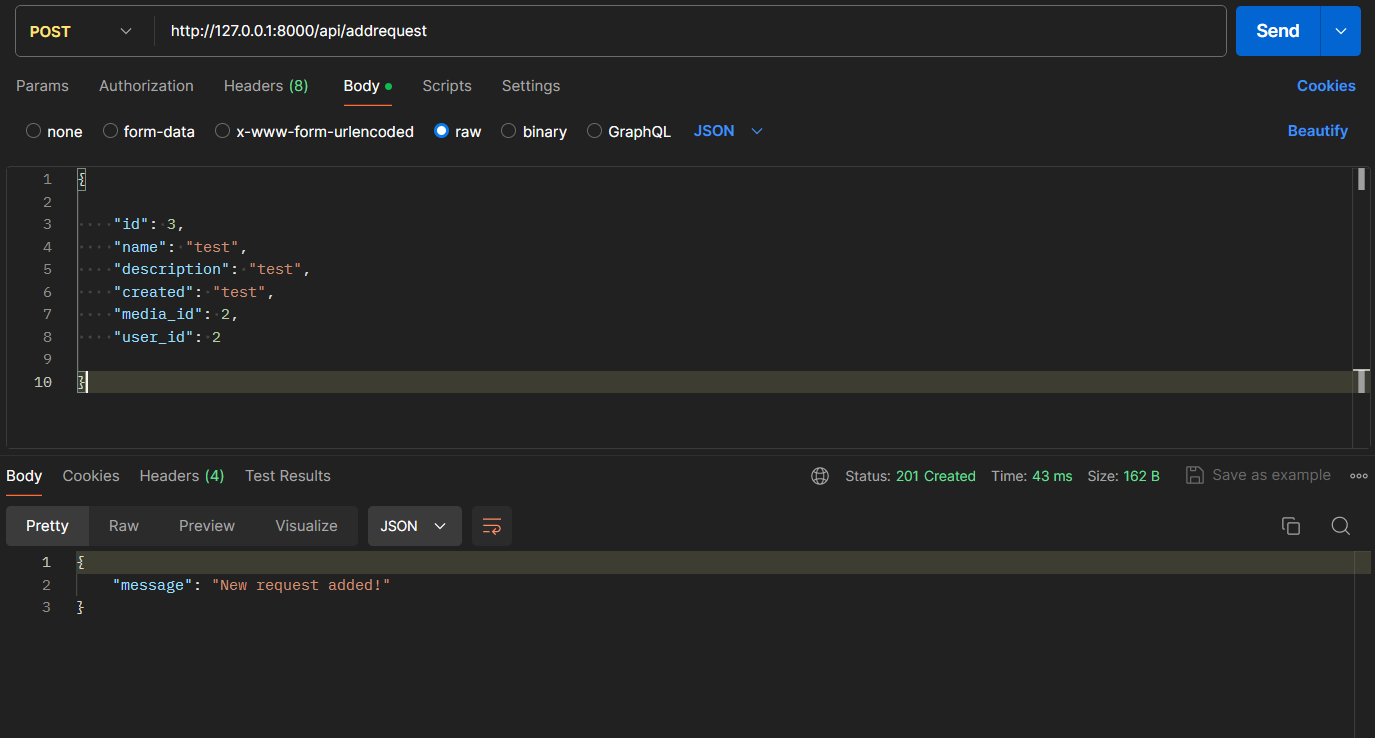 POST http://127.0.0.1:8000/api/addrequest Send
Params Authorization Headers (8) Body Scripts Settings Cookies
none form-data x-www-form-urlencoded raw binary GraphQL JSON Beautify
1 {
2
3 "id": 3,
4 "name": "test",
5 "description": "test",
6 "created": "test",
7 "media_id": 2,
8 "user_id": 2
9
10 }
Body Cookies Headers (4) Test Results Status: 201 Created Time: 43 ms Size: 162 B Save as example
Pretty Raw Preview Visualize JSON
1 {
2 "message": "New request added!"
3 }